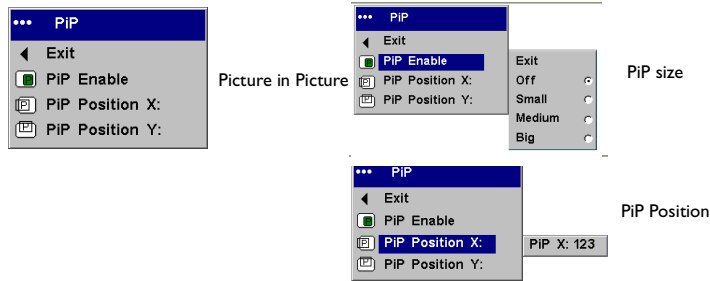 ••• PiP
Exit
PiP Enable
PiP Position X:
PiP Position Y:
Picture in Picture
••• PiP
Exit
PiP Enable
PiP Position X:
PiP Position Y:
Exit
Off
Small
Medium
Big
PiP size
••• PiP
Exit
PiP Enable
PiP Position X:
PiP Position Y:
PiP X: 123
PiP Position